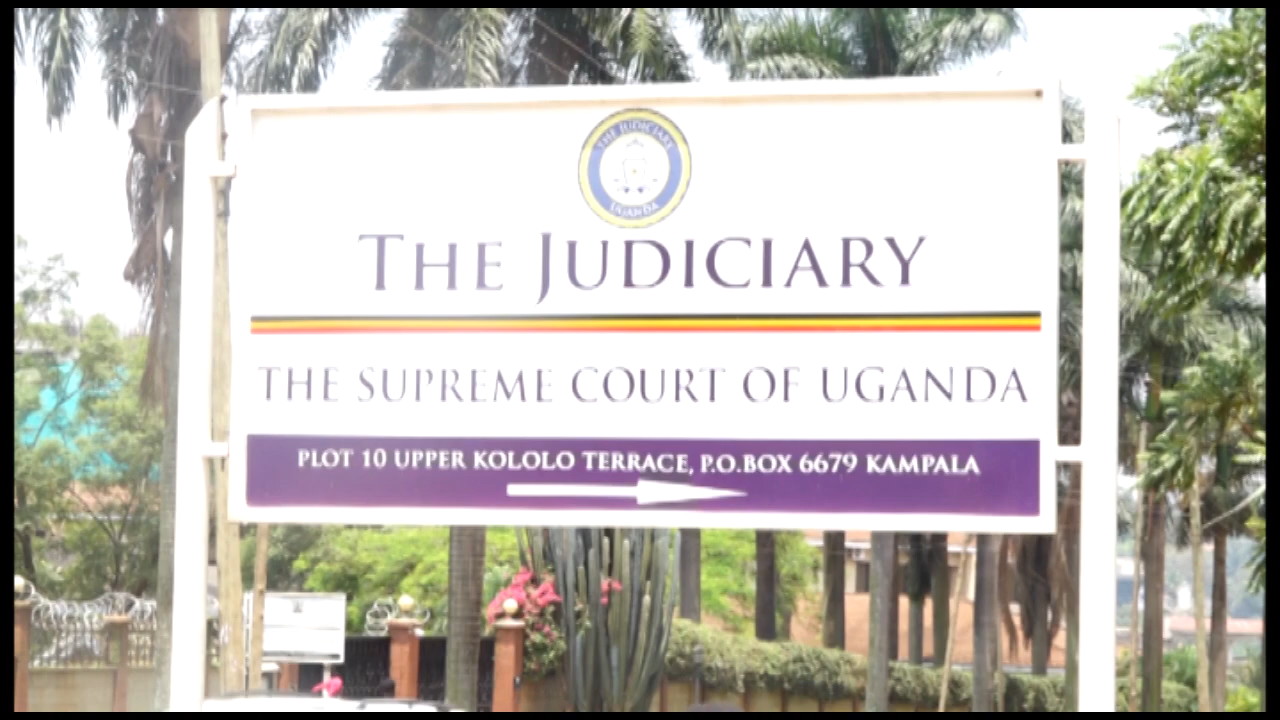 THE JUDICIARY
UGANDA
THE JUDICIARY
THE SUPREME COURT OF UGANDA
PLOT 10 UPPER KOLOLO TERRACE, P.O.BOX 6679 KAMPALA